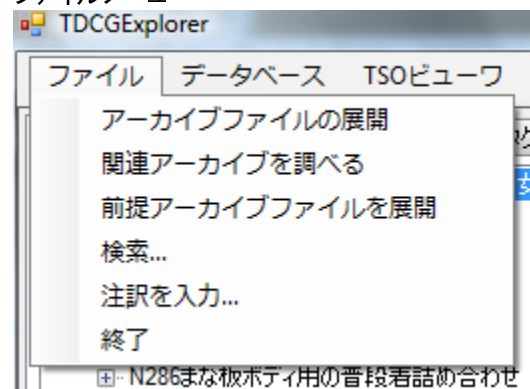 TDCGExplorer
ファイル データベース TSOビューワ
アーカイブファイルの展開
関連アーカイブを調べる
前提アーカイブファイルを展開
検索...
注訳を入力...
終了
N286まな板ボディ用の普段着詰め合わせ